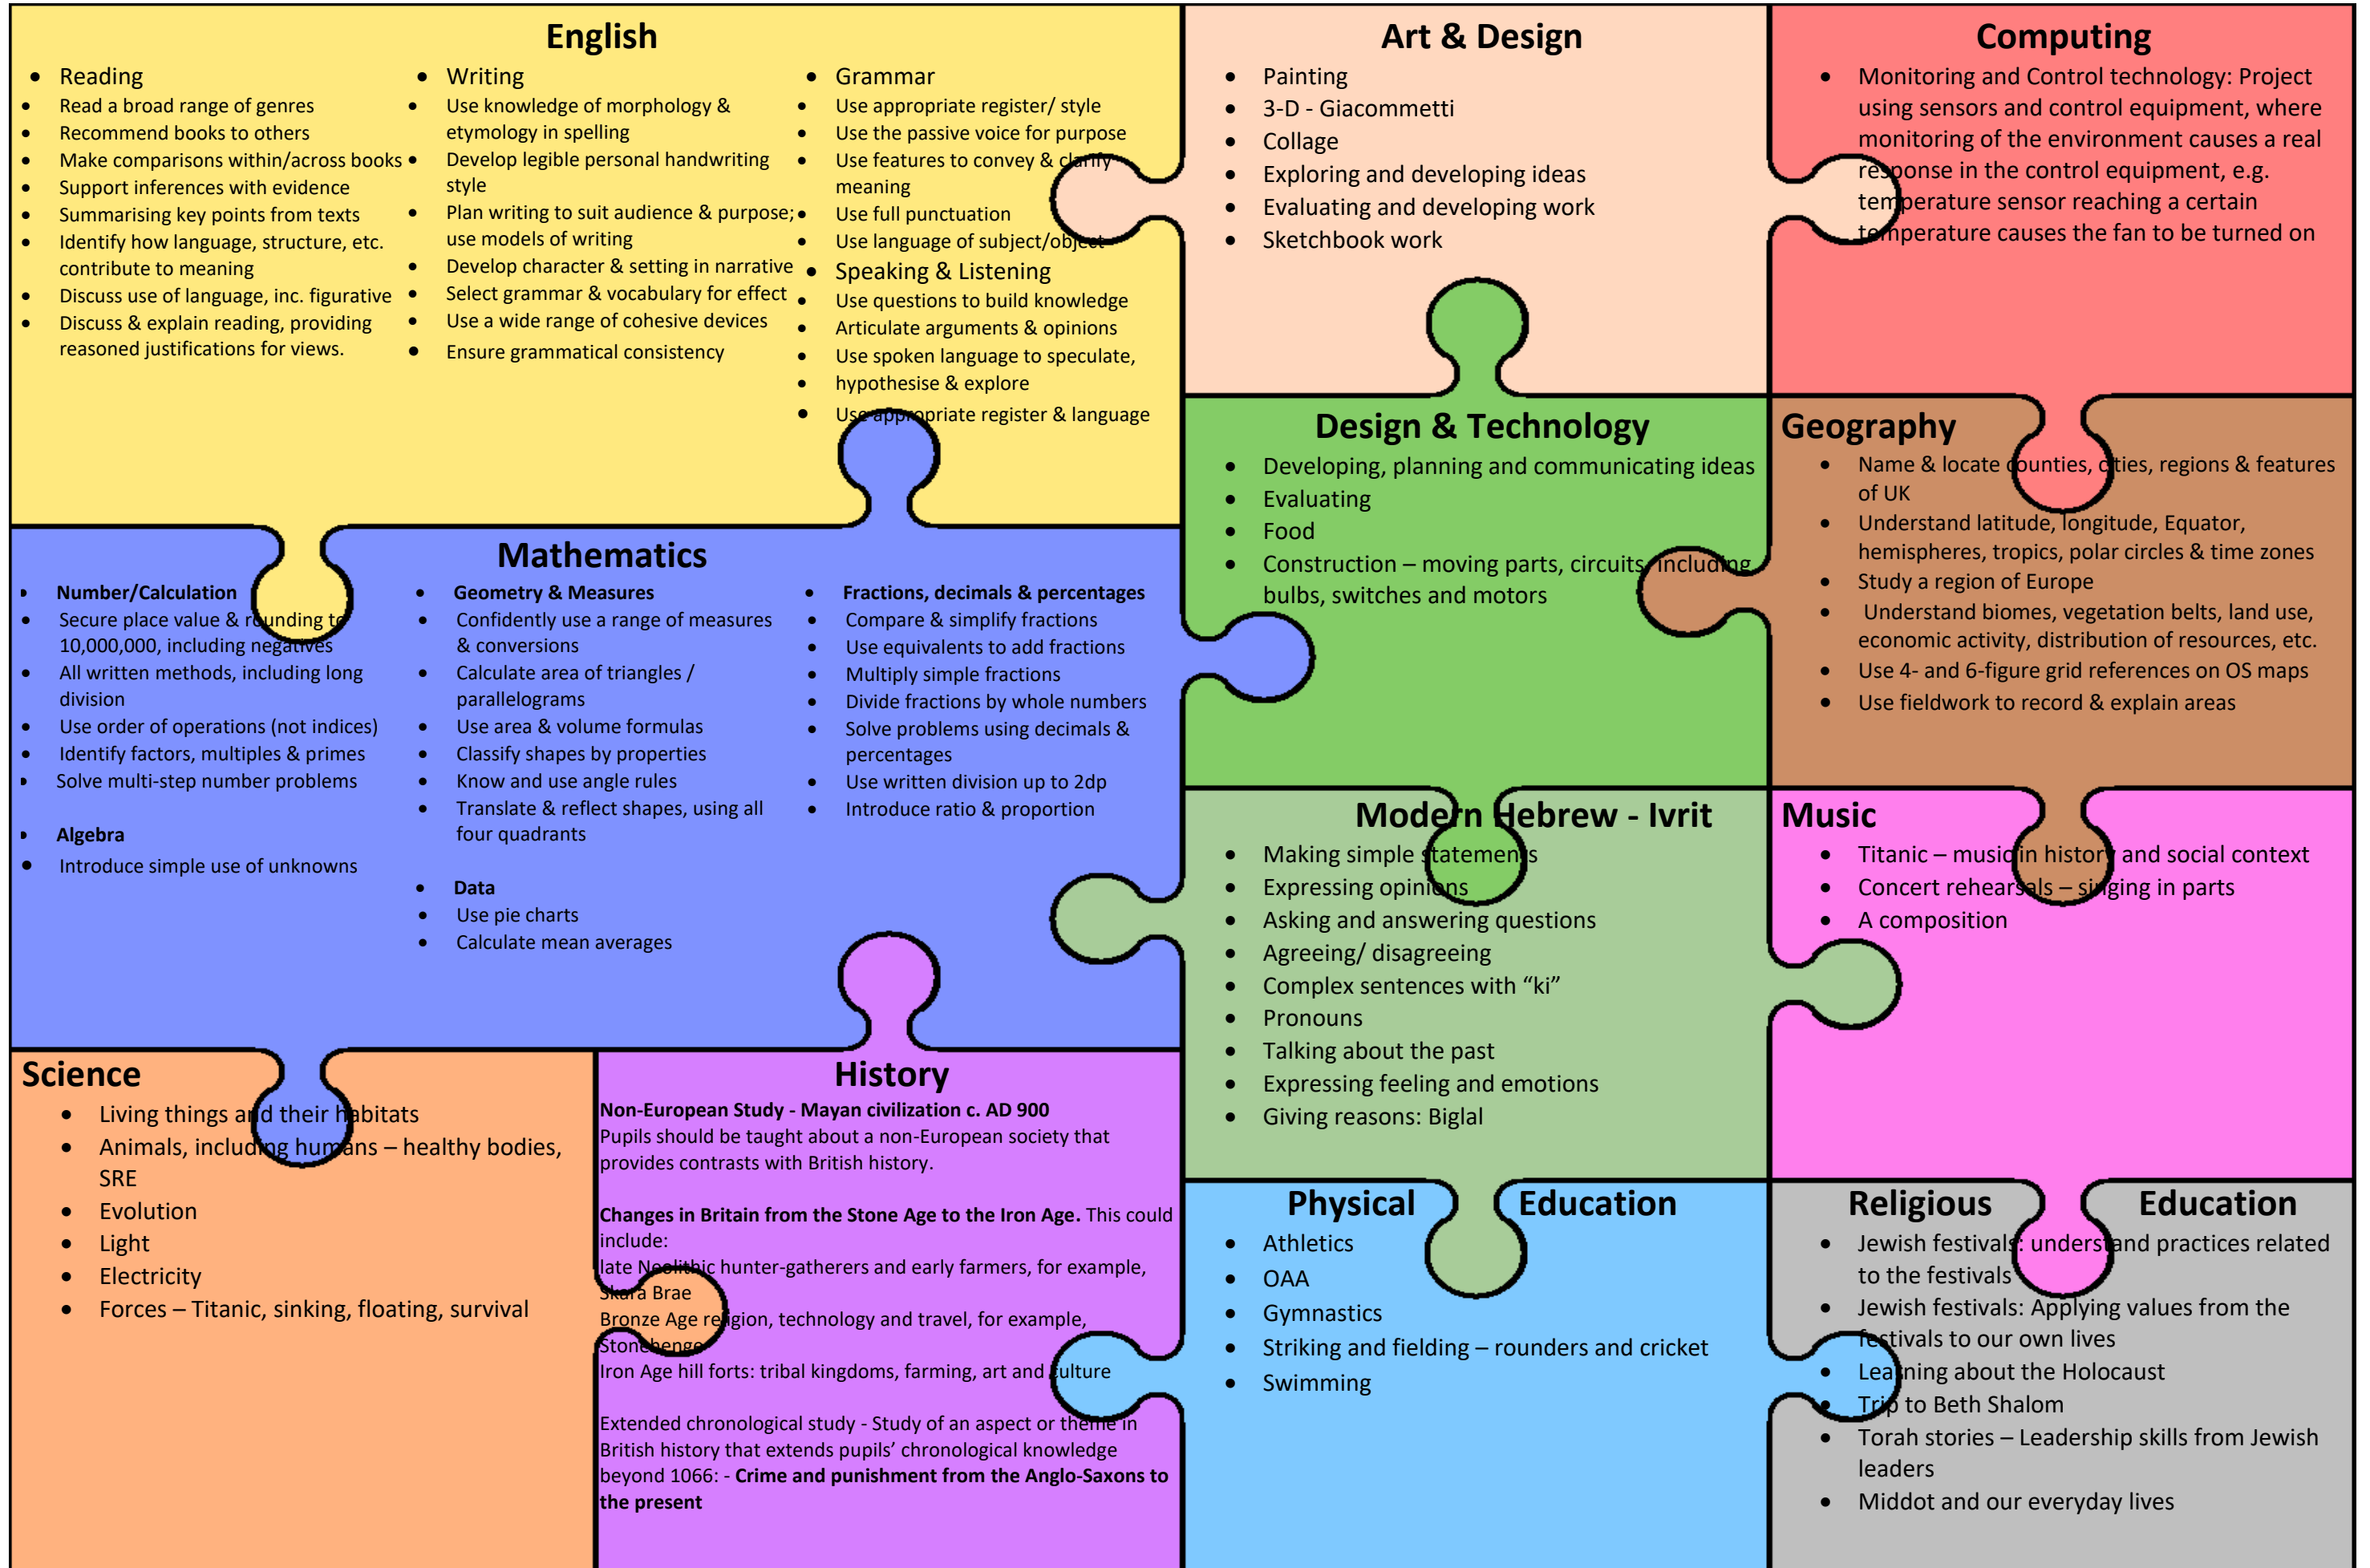 English
Reading
Read a broad range of genres
Recommend books to others
Make comparisons within/across books
Support inferences with evidence
Summarising key points from texts
Identify how language, structure, etc.
contribute to meaning
Discuss use of language, inc. figurative
Discuss & explain reading, providing
reasoned justifications for views.
Writing
Use knowledge of morphology &
etymology in spelling
Develop legible personal handwriting
style
Plan writing to suit audience & purpose;
use models of writing
Develop character & setting in narrative
Select grammar & vocabulary for effect
Use a wide range of cohesive devices
Ensure grammatical consistency
Grammar
Use appropriate register/ style
Use the passive voice for purpose
Use features to convey & clarify
meaning
Use full punctuation
Use language of subject/object
Speaking & Listening
Use questions to build knowledge
Articulate arguments & opinions
Use spoken language to speculate,
hypothesise & explore
Use appropriate register & language
Art & Design
Painting
3-D - Giacommetti
Collage
Exploring and developing ideas
Evaluating and developing work
Sketchbook work
Computing
Monitoring and Control technology: Project
using sensors and control equipment, where
monitoring of the environment causes a real
response in the control equipment, e.g.
temperature sensor reaching a certain
temperature causes the fan to be turned on
Design & Technology
Developing, planning and communicating ideas
Evaluating
Food
Construction – moving parts, circuits, including
bulbs, switches and motors
Geography
Name & locate counties, cities, regions & features
of UK
Understand latitude, longitude, Equator,
hemispheres, tropics, polar circles & time zones
Study a region of Europe
Understand biomes, vegetation belts, land use,
economic activity, distribution of resources, etc.
Use 4- and 6-figure grid references on OS maps
Use fieldwork to record & explain areas
Mathematics
Number/Calculation
Secure place value & rounding to
10,000,000, including negatives
All written methods, including long
division
Use order of operations (not indices)
Identify factors, multiples & primes
Solve multi-step number problems
Algebra
Introduce simple use of unknowns
Geometry & Measures
Confidently use a range of measures
& conversions
Calculate area of triangles /
parallelograms
Use area & volume formulas
Classify shapes by properties
Know and use angle rules
Translate & reflect shapes, using all
four quadrants
Data
Use pie charts
Calculate mean averages
Fractions, decimals & percentages
Compare & simplify fractions
Use equivalents to add fractions
Multiply simple fractions
Divide fractions by whole numbers
Solve problems using decimals &
percentages
Use written division up to 2dp
Introduce ratio & proportion
Modern Hebrew - Ivrit
Making simple statements
Expressing opinions
Asking and answering questions
Agreeing/ disagreeing
Complex sentences with “ki”
Pronouns
Talking about the past
Expressing feeling and emotions
Giving reasons: Biglal
Music
Titanic – music in history and social context
Concert rehearsals – singing in parts
A composition
Science
Living things and their habitats
Animals, including humans – healthy bodies,
SRE
Evolution
Light
Electricity
Forces – Titanic, sinking, floating, survival
History
Non-European Study - Mayan civilization c. AD 900
Pupils should be taught about a non-European society that
provides contrasts with British history.
Changes in Britain from the Stone Age to the Iron Age. This could
include:
late Neolithic hunter-gatherers and early farmers, for example,
Skara Brae
Bronze Age religion, technology and travel, for example,
Stonehenge
Iron Age hill forts: tribal kingdoms, farming, art and culture
Extended chronological study - Study of an aspect or theme in
British history that extends pupils’ chronological knowledge
beyond 1066: - Crime and punishment from the Anglo-Saxons to
the present
Physical Education
Athletics
OAA
Gymnastics
Striking and fielding – rounders and cricket
Swimming
Religious Education
Jewish festivals: understand practices related
to the festivals
Jewish festivals: Applying values from the
festivals to our own lives
Learning about the Holocaust
Trip to Beth Shalom
Torah stories – Leadership skills from Jewish
leaders
Middot and our everyday lives